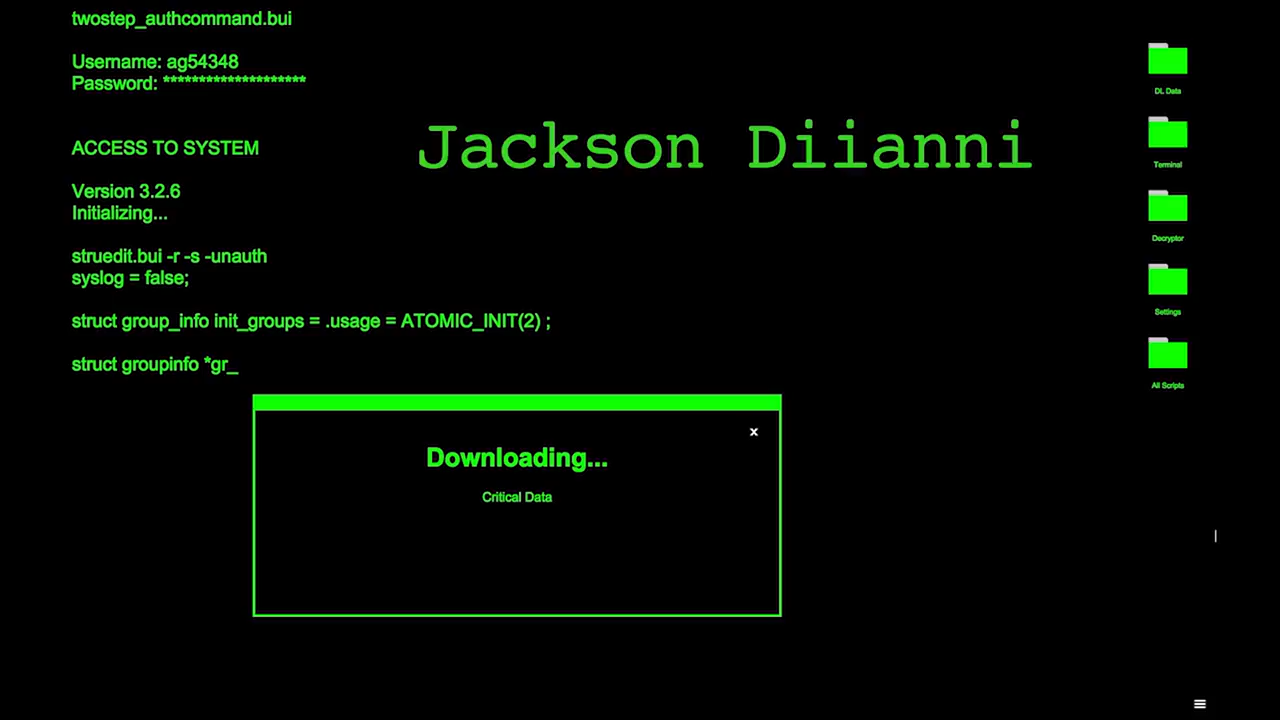 twostep_authcommand.bui
Username: ag54348
Password: ********************
ACCESS TO SYSTEM
Jackson Diianni
Version 3.2.6
Initializing...
struedit.bui -r -s -unauth
syslog = false;
struct group_info init_groups = .usage = ATOMIC_INIT(2) ;
struct groupinfo *gr_
x
Downloading...
Critical Data
DL Data
Terminal
Decryptor
Settings
All Scripts